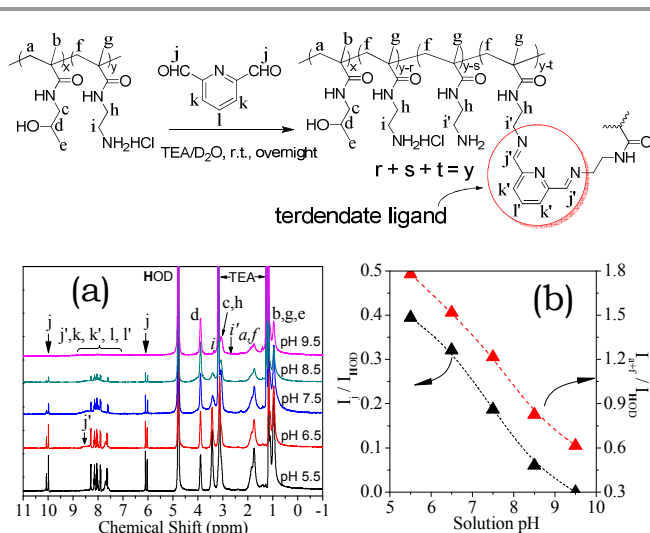 a b f g a b f g f g f g
x y x y-r y-s y-t
j j
OHC CHO
N
k k
l
O O O O O O
HN HN HN HN HN HN
c h c h h h
HO d i HO d i i' i'
e NH2HCl e NH2HCl NH2 N
TEA/D2O, r.t., overnight
r + s + t = y
j' N N
k' l' k' j'
O
HN
terdendate ligand
(a)
HOD TEA
j j',k, k', l, l' j d i c,h i' a,f b,g,e
pH 9.5
pH 8.5
pH 7.5
j'
pH 6.5
pH 5.5
11 10 9 8 7 6 5 4 3 2 1 0 -1
Chemical Shift (ppm)
(b)
0.5 1.8
0.4 1.5
0.3 1.2
0.2 0.9
0.1 0.6
0.0 0.3
Ij / IHOD
Ia+f / IHOD
5 6 7 8 9 10
Solution pH